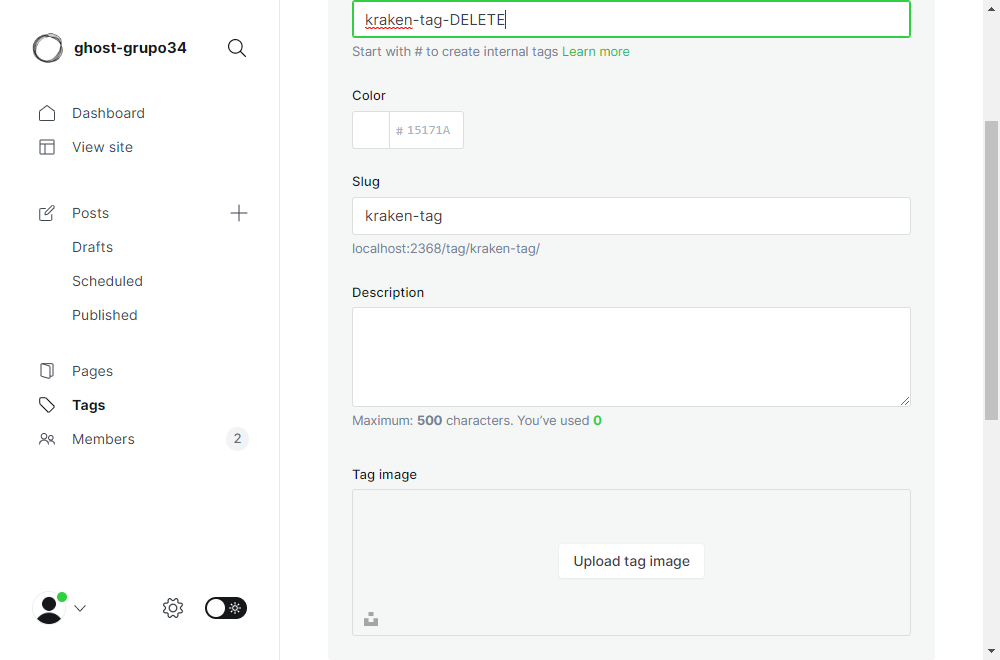 ghost-grupo34
Dashboard
View site
Posts
Drafts
Scheduled
Published
Pages
Tags
Members 2
kraken-tag-DELETE
Start with # to create internal tags Learn more
Color
# 15171A
Slug
kraken-tag
localhost:2368/tag/kraken-tag/
Description
Maximum: 500 characters. You’ve used 0
Tag image
Upload tag image